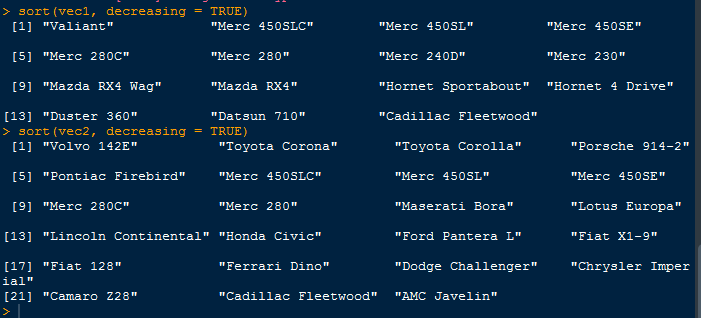 > sort(vec1, decreasing = TRUE)
[1] "Valiant" "Merc 450SLC" "Merc 450SL" "Merc 450SE"
[5] "Merc 280C" "Merc 280" "Merc 240D" "Merc 230"
[9] "Mazda RX4 Wag" "Mazda RX4" "Hornet Sportabout" "Hornet 4 Drive"
[13] "Duster 360" "Datsun 710" "Cadillac Fleetwood"
> sort(vec2, decreasing = TRUE)
[1] "Volvo 142E" "Toyota Corona" "Toyota Corolla" "Porsche 914-2"
[5] "Pontiac Firebird" "Merc 450SLC" "Merc 450SL" "Merc 450SE"
[9] "Merc 280C" "Merc 280" "Maserati Bora" "Lotus Europa"
[13] "Lincoln Continental" "Honda Civic" "Ford Pantera L" "Fiat X1-9"
[17] "Fiat 128" "Ferrari Dino" "Dodge Challenger" "Chrysler Imper
ial"
[21] "Camaro Z28" "Cadillac Fleetwood" "AMC Javelin"
>